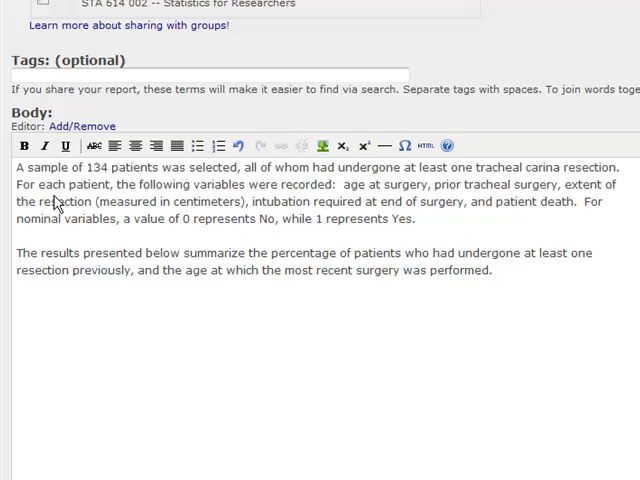 STA 614 002 -- Statistics for Researchers
Learn more about sharing with groups!
Tags: (optional)
If you share your report, these terms will make it easier to find via search. Separate tags with spaces. To join words toge
Body:
Editor: Add/Remove
B I U ABC x₂ x² Ω HTML ?
A sample of 134 patients was selected, all of whom had undergone at least one tracheal carina resection.
For each patient, the following variables were recorded:  age at surgery, prior tracheal surgery, extent of
the resection (measured in centimeters), intubation required at end of surgery, and patient death.  For
nominal variables, a value of 0 represents No, while 1 represents Yes.
The results presented below summarize the percentage of patients who had undergone at least one
resection previously, and the age at which the most recent surgery was performed.